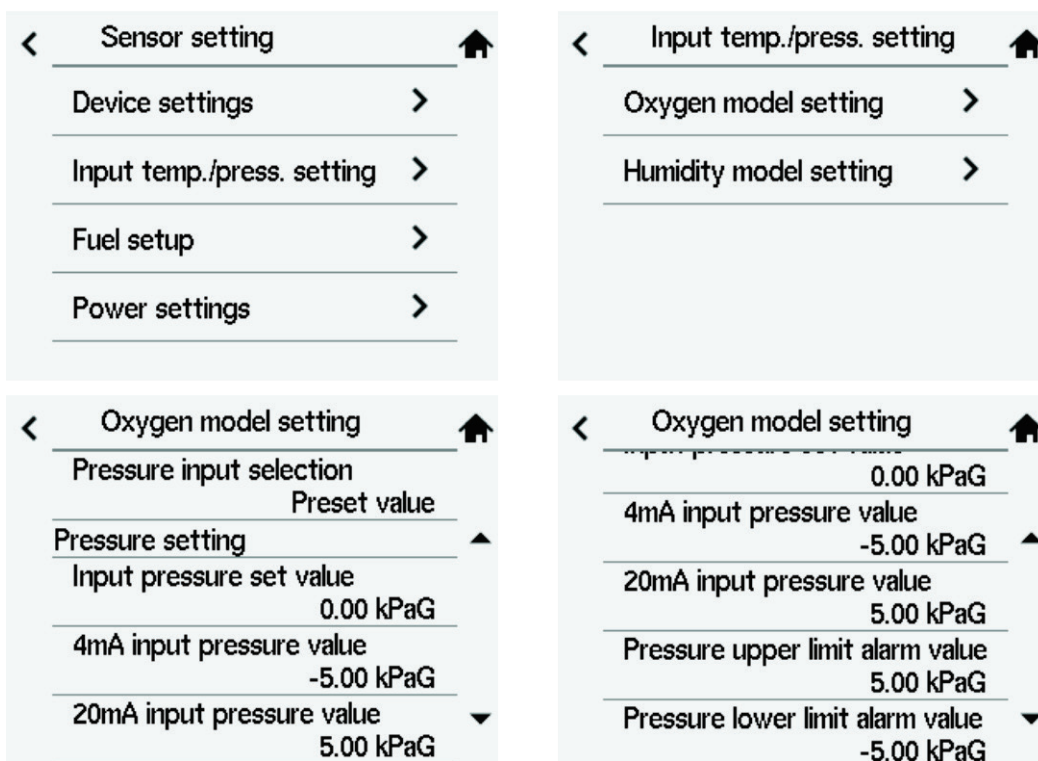 Sensor setting
Device settings
Input temp./press. setting
Fuel setup
Power settings
Input temp./press. setting
Oxygen model setting
Humidity model setting
Oxygen model setting
Pressure input selection
Preset value
Pressure setting
Input pressure set value
0.00 kPaG
4mA input pressure value
-5.00 kPaG
20mA input pressure value
5.00 kPaG
Oxygen model setting
0.00 kPaG
4mA input pressure value
-5.00 kPaG
20mA input pressure value
5.00 kPaG
Pressure upper limit alarm value
5.00 kPaG
Pressure lower limit alarm value
-5.00 kPaG